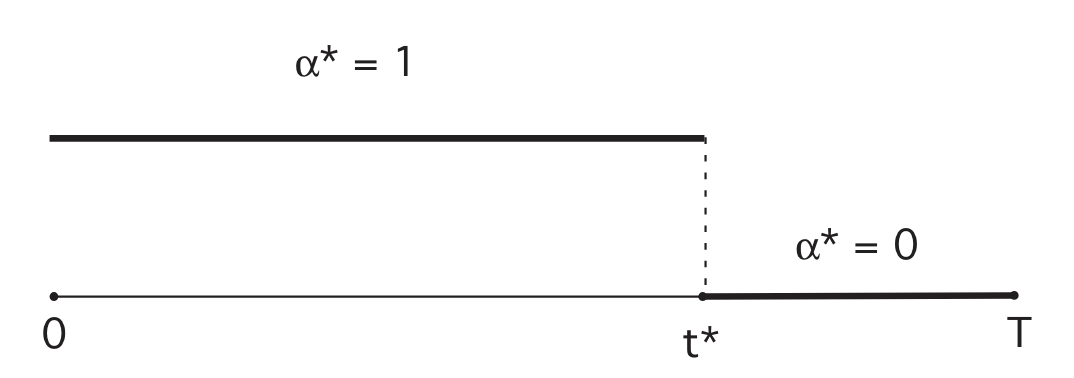 α* = 1
α* = 0
0 t* T